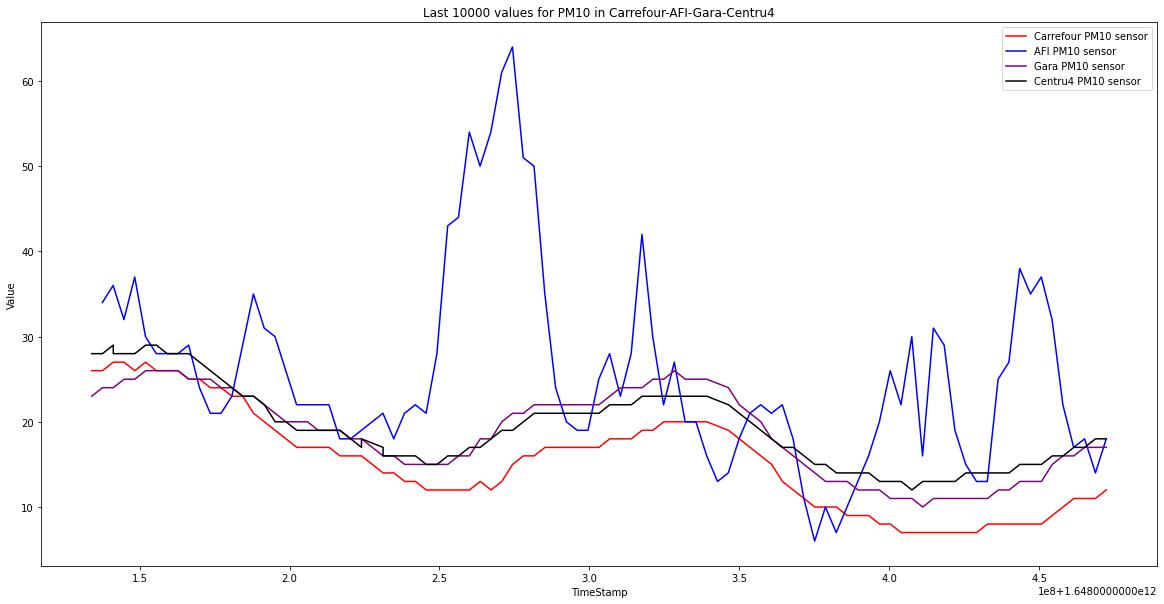 Last 10000 values for PM10 in Carrefour-AFI-Gara-Centru4
Carrefour PM10 sensor
AFI PM10 sensor
Gara PM10 sensor
Centru4 PM10 sensor
Value
60
50
40
30
20
10
1.5 2.0 2.5 3.0 3.5 4.0 4.5
TimeStamp
1e8+1.6480000000e12